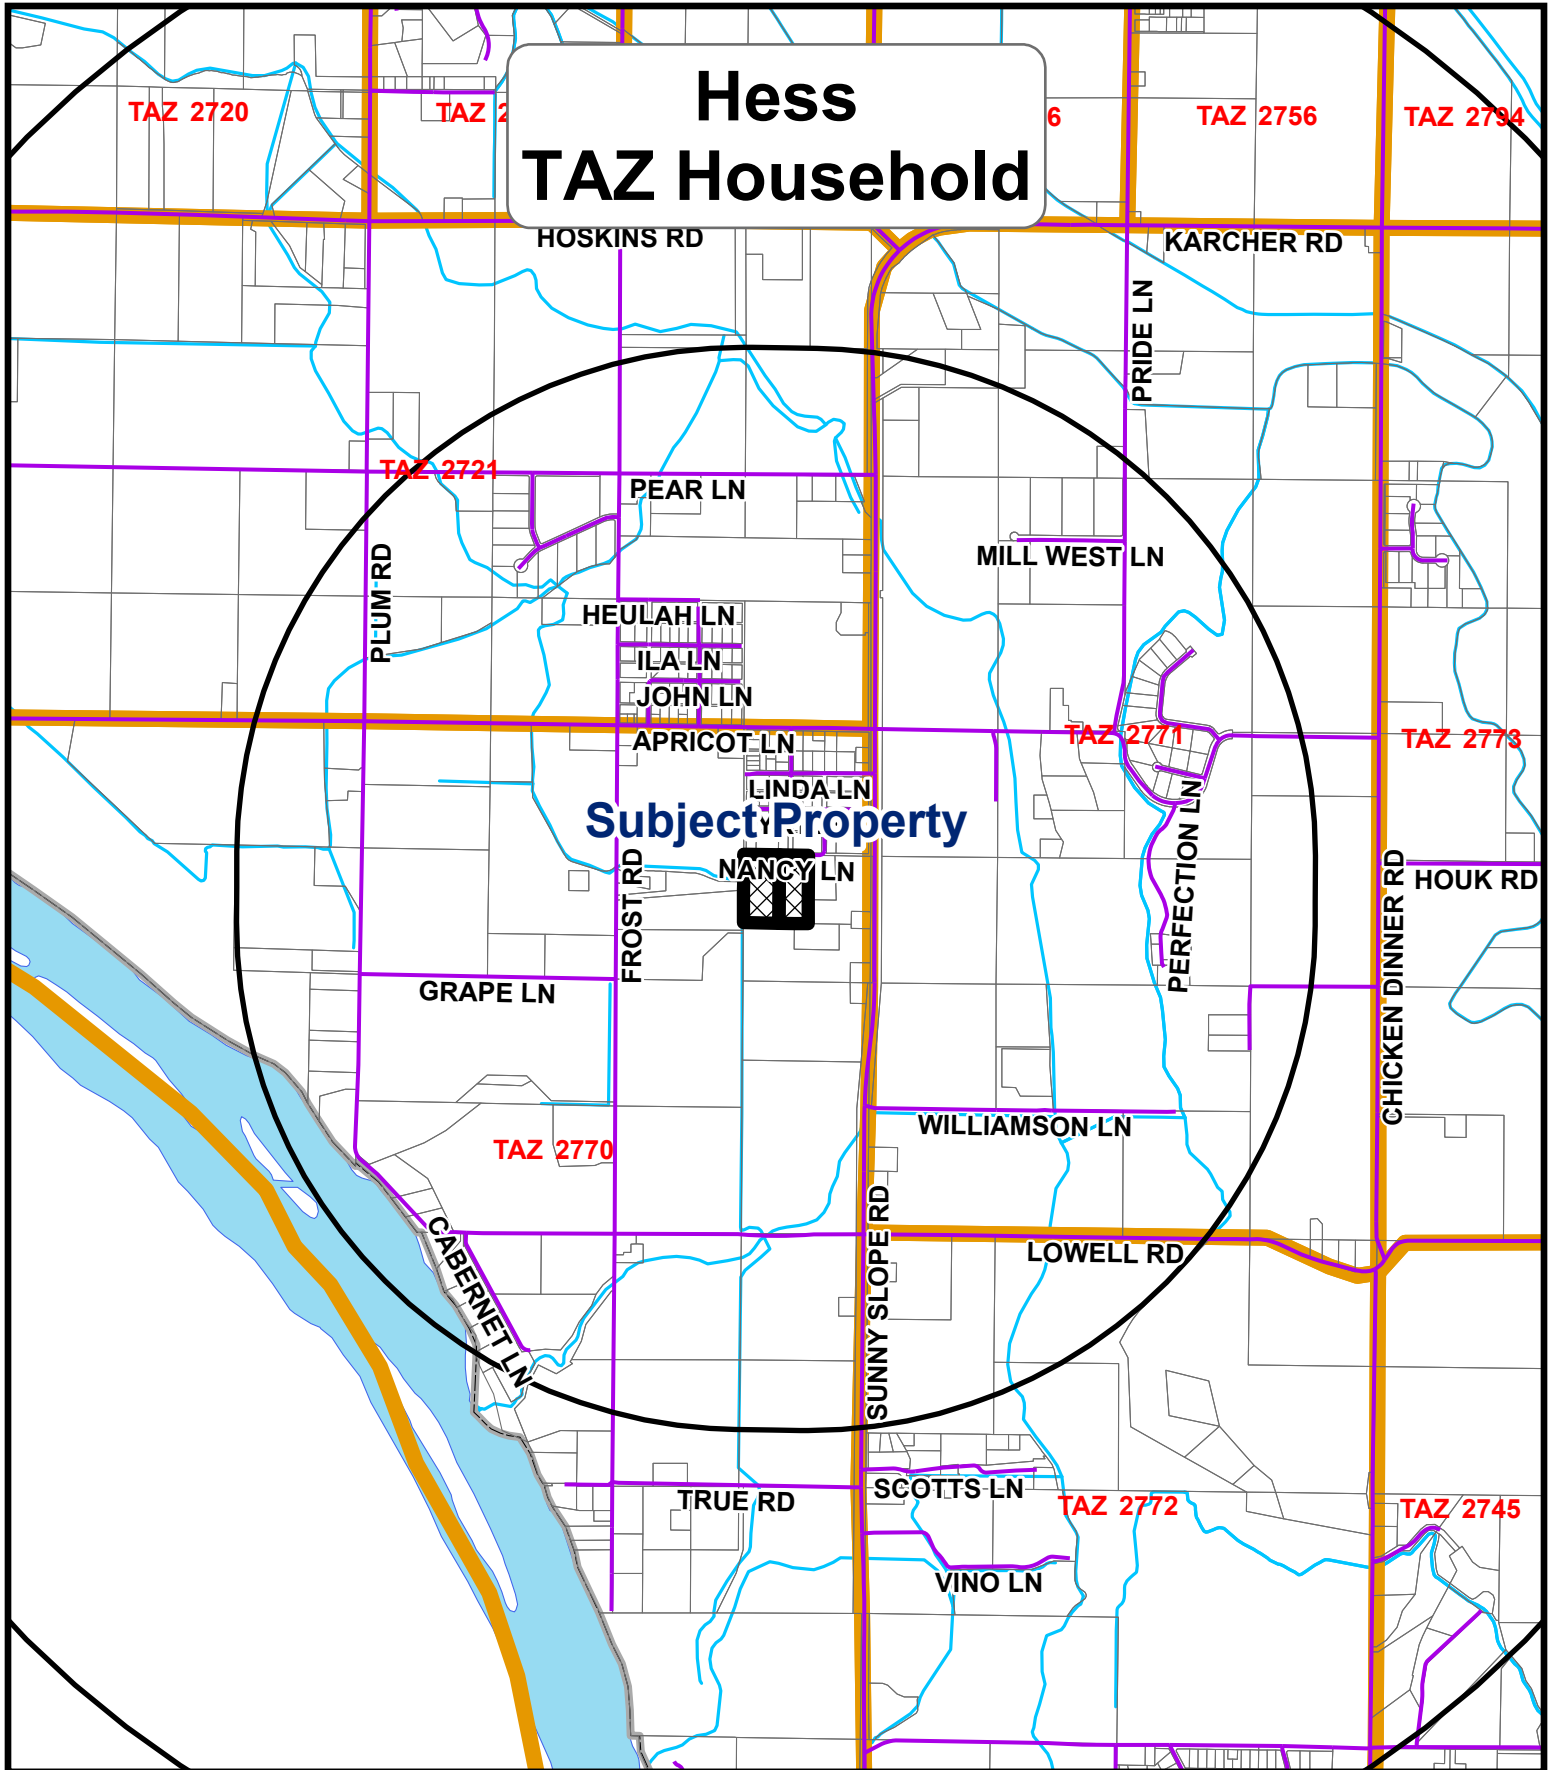 Hess
TAZ Household
TAZ 2720
TAZ 2
6
TAZ 2756
TAZ 2794
HOSKINS RD
KARCHER RD
PRIDE LN
TAZ 2721
PEAR LN
MILL WEST LN
PLUM RD
HEULAH LN
ILA LN
JOHN LN
APRICOT LN
TAZ 2771
TAZ 2773
LINDA LN
Subject Property
NANCY LN
FROST RD
PERFECTION LN
CHICKEN DINNER RD
HOUK RD
GRAPE LN
WILLIAMSON LN
TAZ 2770
CABERNET LN
SUNNY SLOPE RD
LOWELL RD
TRUE RD
SCOTTS LN
TAZ 2772
TAZ 2745
VINO LN